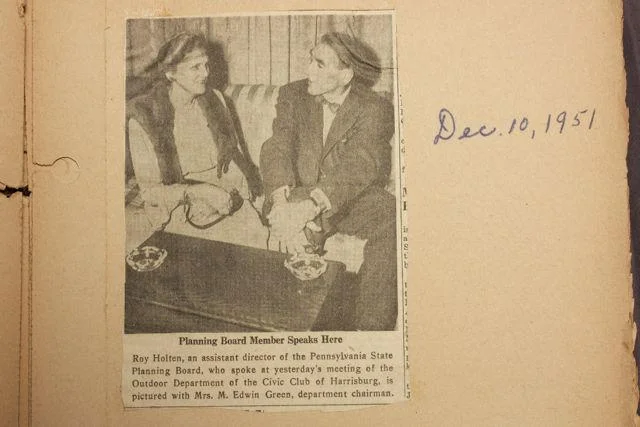 Dec. 10, 1951
Planning Board Member Speaks Here
Roy Holten, an assistant director of the Pennsylvania State
Planning Board, who spoke at yesterday's meeting of the
Outdoor Department of the Civic Club of Harrisburg, is
pictured with Mrs. M. Edwin Green, department chairman.